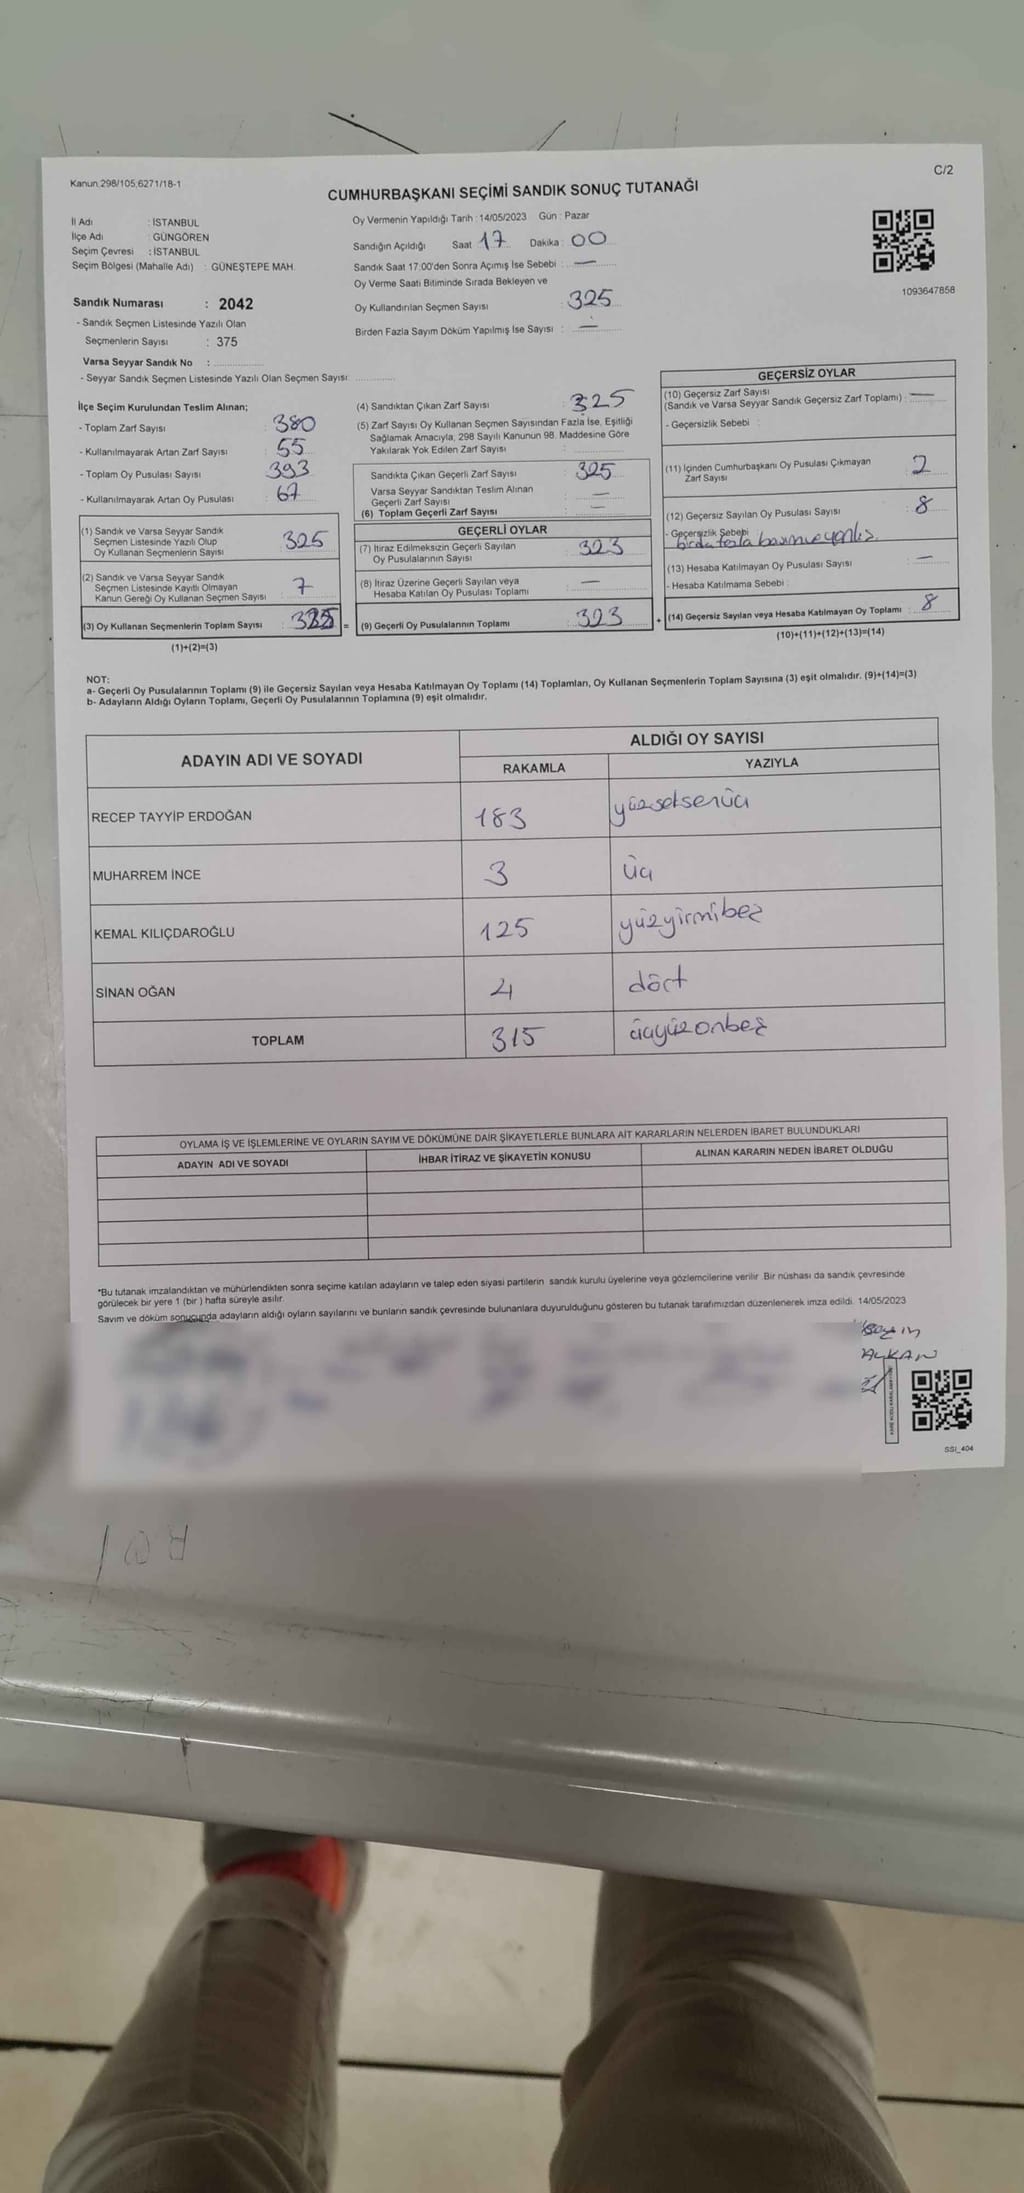 Kanun:298/105;6271/18-1
C/2
CUMHURBAŞKANI SEÇİMİ SANDIK SONUÇ TUTANAĞI
İl Adı : İSTANBUL
İlçe Adı : GÜNGÖREN
Seçim Çevresi : İSTANBUL
Seçim Bölgesi (Mahalle Adı) : GÜNEŞTEPE MAH.
Sandık Numarası : 2042
- Sandık Seçmen Listesinde Yazılı Olan
Seçmenlerin Sayısı : 375
Varsa Seyyar Sandık No :
- Seyyar Sandık Seçmen Listesinde Yazılı Olan Seçmen Sayısı:
Oy Vermenin Yapıldığı Tarih : 14/05/2023 Gün : Pazar
Sandığın Açıldığı Saat 17 Dakika : 00
Sandık Saat 17:00'den Sonra Açımış İse Sebebi : —
Oy Verme Saati Bitiminde Sırada Bekleyen ve
Oy Kullandırılan Seçmen Sayısı : 325
Birden Fazla Sayım Döküm Yapılmış İse Sayısı : —
1093647858
İlçe Seçim Kurulundan Teslim Alınan;
- Toplam Zarf Sayısı : 380
- Kullanılmayarak Artan Zarf Sayısı : 55
- Toplam Oy Pusulası Sayısı : 393
- Kullanılmayarak Artan Oy Pusulası : 67
(1) Sandık ve Varsa Seyyar Sandık
Seçmen Listesinde Yazılı Olup
Oy Kullanan Seçmenlerin Sayısı : 325
(2) Sandık ve Varsa Seyyar Sandık
Seçmen Listesinde Kayıtlı Olmayan
Kanun Gereği Oy Kullanan Seçmen Sayısı : 7
(3) Oy Kullanan Seçmenlerin Toplam Sayısı : 325 =
(1)+(2)=(3)
(4) Sandıktan Çıkan Zarf Sayısı : 325
(5) Zarf Sayısı Oy Kullanan Seçmen Sayısından Fazla İse, Eşitliği
Sağlamak Amacıyla; 298 Sayılı Kanunun 98. Maddesine Göre
Yakılarak Yok Edilen Zarf Sayısı :
Sandıkta Çıkan Geçerli Zarf Sayısı : 325
Varsa Seyyar Sandıktan Teslim Alınan
Geçerli Zarf Sayısı : —
(6) Toplam Geçerli Zarf Sayısı : —
GEÇERLİ OYLAR
(7) İtiraz Edilmeksizin Geçerli Sayılan
Oy Pusulalarının Sayısı : 323
(8) İtiraz Üzerine Geçerli Sayılan veya
Hesaba Katılan Oy Pusulası Toplamı : —
(9) Geçerli Oy Pusulalarının Toplamı : 323 +
GEÇERSİZ OYLAR
(10) Geçersiz Zarf Sayısı
(Sandık ve Varsa Seyyar Sandık Geçersiz Zarf Toplamı) : —
- Geçersizlik Sebebi :
(11) İçinden Cumhurbaşkanı Oy Pusulası Çıkmayan
Zarf Sayısı : 2
(12) Geçersiz Sayılan Oy Pusulası Sayısı : 8
- Geçersizlik Sebebi
(13) Hesaba Katılmayan Oy Pusulası Sayısı : —
- Hesaba Katılmama Sebebi :
(14) Geçersiz Sayılan veya Hesaba Katılmayan Oy Toplamı : 8
(10)+(11)+(12)+(13)=(14)
NOT:
a- Geçerli Oy Pusulalarının Toplamı (9) ile Geçersiz Sayılan veya Hesaba Katılmayan Oy Toplamı (14) Toplamları, Oy Kullanan Seçmenlerin Toplam Sayısına (3) eşit olmalıdır. (9)+(14)=(3)
b- Adayların Aldığı Oyların Toplamı, Geçerli Oy Pusulalarının Toplamına (9) eşit olmalıdır.
ADAYIN ADI VE SOYADI ALDIĞI OY SAYISI
RAKAMLA YAZIYLA
RECEP TAYYİP ERDOĞAN 183 yüzseksenüç
MUHARREM İNCE 3 üç
KEMAL KILIÇDAROĞLU 125 yüzyirmibeş
SİNAN OĞAN 4 dört
TOPLAM 315 üçyüzonbeş
OYLAMA İŞ VE İŞLEMLERİNE VE OYLARIN SAYIM VE DÖKÜMÜNE DAİR ŞİKAYETLERLE BUNLARA AİT KARARLARIN NELERDEN İBARET BULUNDUKLARI
ADAYIN ADI VE SOYADI İHBAR İTİRAZ VE ŞİKAYETİN KONUSU ALINAN KARARIN NEDEN İBARET OLDUĞU
*Bu tutanak imzalandıktan ve mühürlendikten sonra seçime katılan adayların ve talep eden siyasi partilerin sandık kurulu üyelerine veya gözlemcilerine verilir. Bir nüshası da sandık çevresinde
görülecek bir yere 1 (bir ) hafta süreyle asılır.
Sayım ve döküm sonucunda adayların aldığı oyların sayılarını ve bunların sandık çevresinde bulunanlara duyurulduğunu gösteren bu tutanak tarafımızdan düzenlenerek imza edildi. 14/05/2023
ALKAN
SSI_404